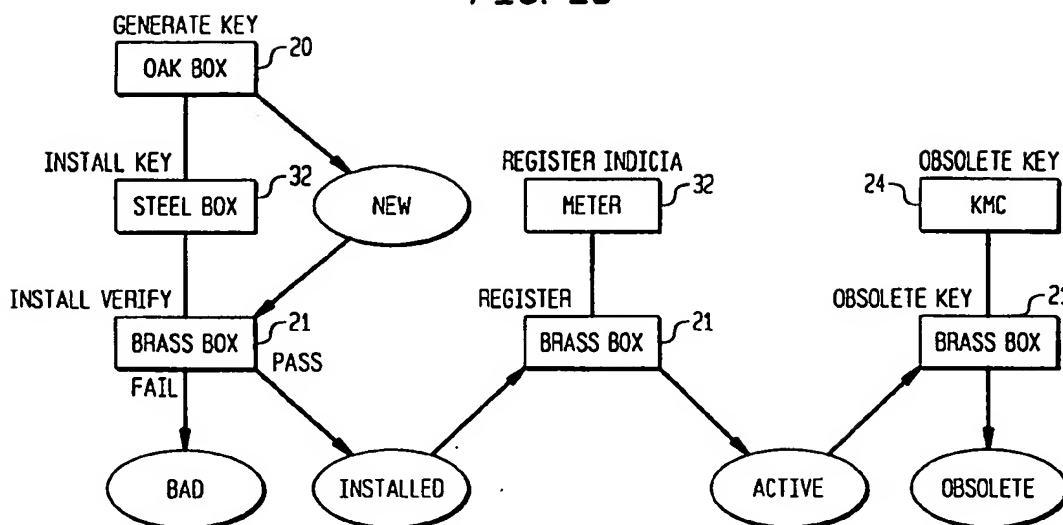 GENERATE KEY
OAK BOX
20
INSTALL KEY
STEEL BOX
32
NEW
REGISTER INDICIA
METER
32
OBSOLETE KEY
24
KMC
INSTALL VERIFY
BRASS BOX
21
PASS
FAIL
REGISTER
BRASS BOX
21
OBSOLETE KEY
BRASS BOX
BAD
INSTALLED
ACTIVE
OBSOLETE